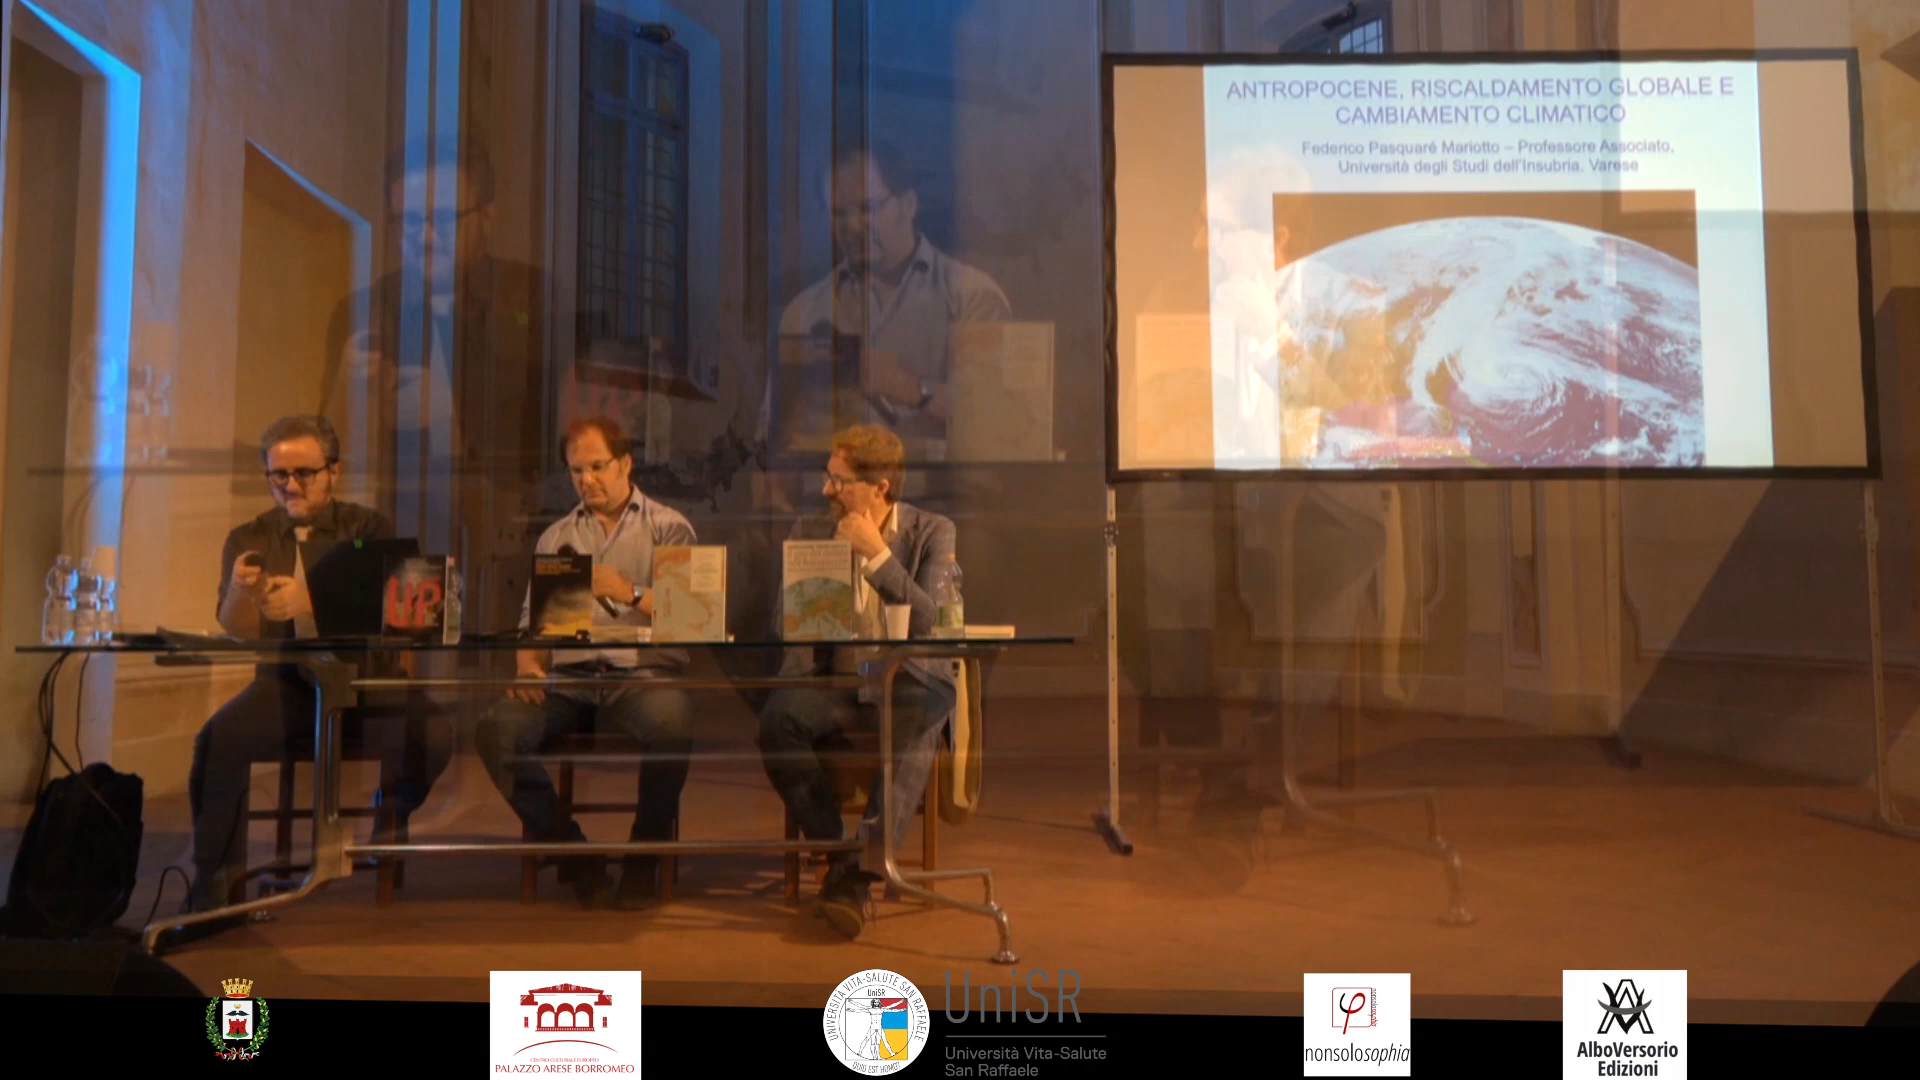 ANTROPOCENE, RISCALDAMENTO GLOBALE E
CAMBIAMENTO CLIMATICO
Federico Pasquaré Mariotto – Professore Associato,
Università degli Studi dell'Insubria. Varese
UP
CENTRO CULTURALE EUROPEO
PALAZZO ARESE BORROMEO
UNIVERSITÀ VITA-SALUTE SAN RAFFAELE
UniSR
QUID EST HOMO?
UniSR
Università Vita-Salute
San Raffaele
nonsolosophia
nonsolosophia
AlboVersorio
Edizioni